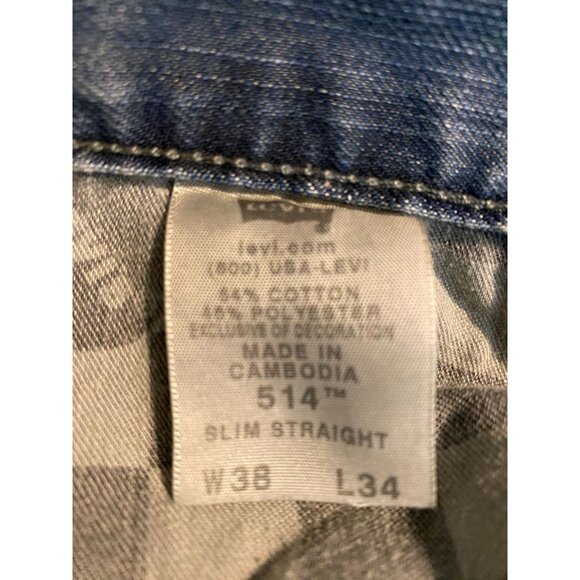 levi.com
(800) USA-LEVI
54% COTTON
46% POLYESTER
EXCLUSIVE OF DECORATION
MADE IN
CAMBODIA
514™
SLIM STRAIGHT
W38 L34